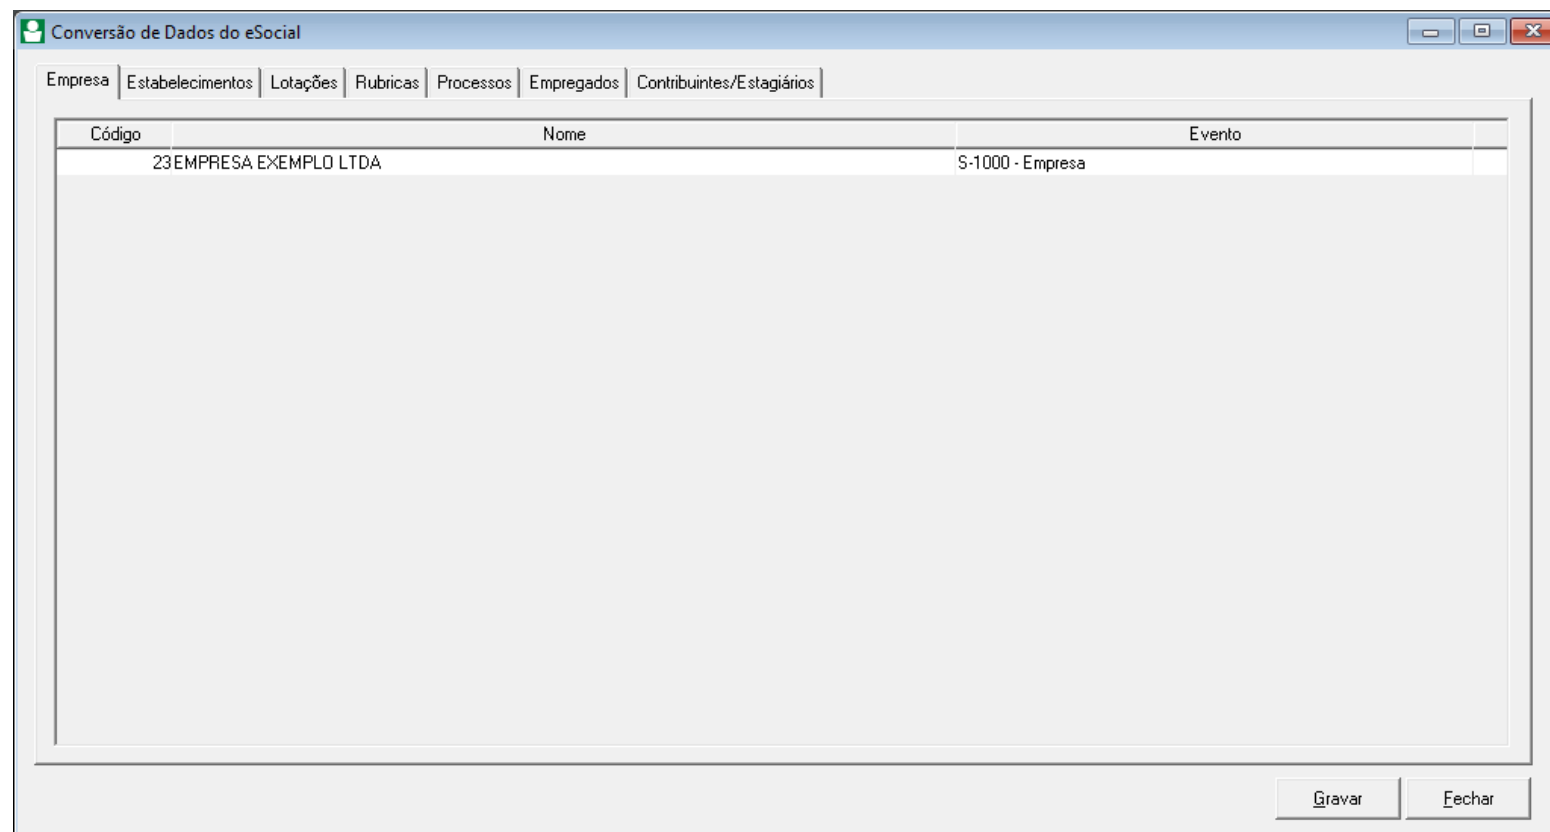 Conversão de Dados do eSocial
Empresa Estabelecimentos Lotações Rubricas Processos Empregados Contribuintes/Estagiários
Código Nome Evento
23 EMPRESA EXEMPLO LTDA S-1000 - Empresa
Gravar Fechar